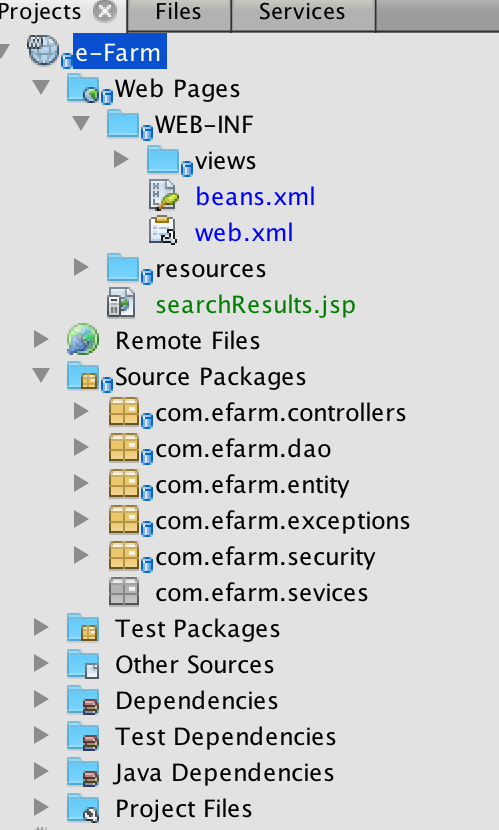 Projects Files Services
e-Farm
Web Pages
WEB-INF
views
beans.xml
web.xml
resources
searchResults.jsp
Remote Files
Source Packages
com.efarm.controllers
com.efarm.dao
com.efarm.entity
com.efarm.exceptions
com.efarm.security
com.efarm.sevices
Test Packages
Other Sources
Dependencies
Test Dependencies
Java Dependencies
Project Files